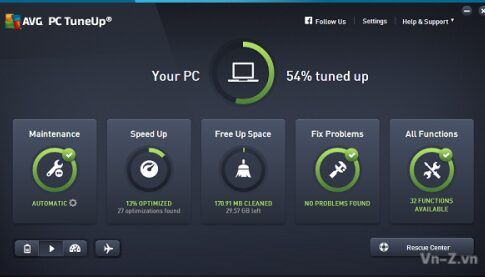 AVG PC TuneUp®
Follow Us
Settings
Help & Support
Your PC
54% tuned up
Maintenance
AUTOMATIC
Speed Up
13% OPTIMIZED
27 optimizations found
Free Up Space
170.91 MB CLEANED
29.57 GB left
Fix Problems
NO PROBLEMS FOUND
All Functions
32 FUNCTIONS
AVAILABLE
Rescue Center
Vn-Z.vn